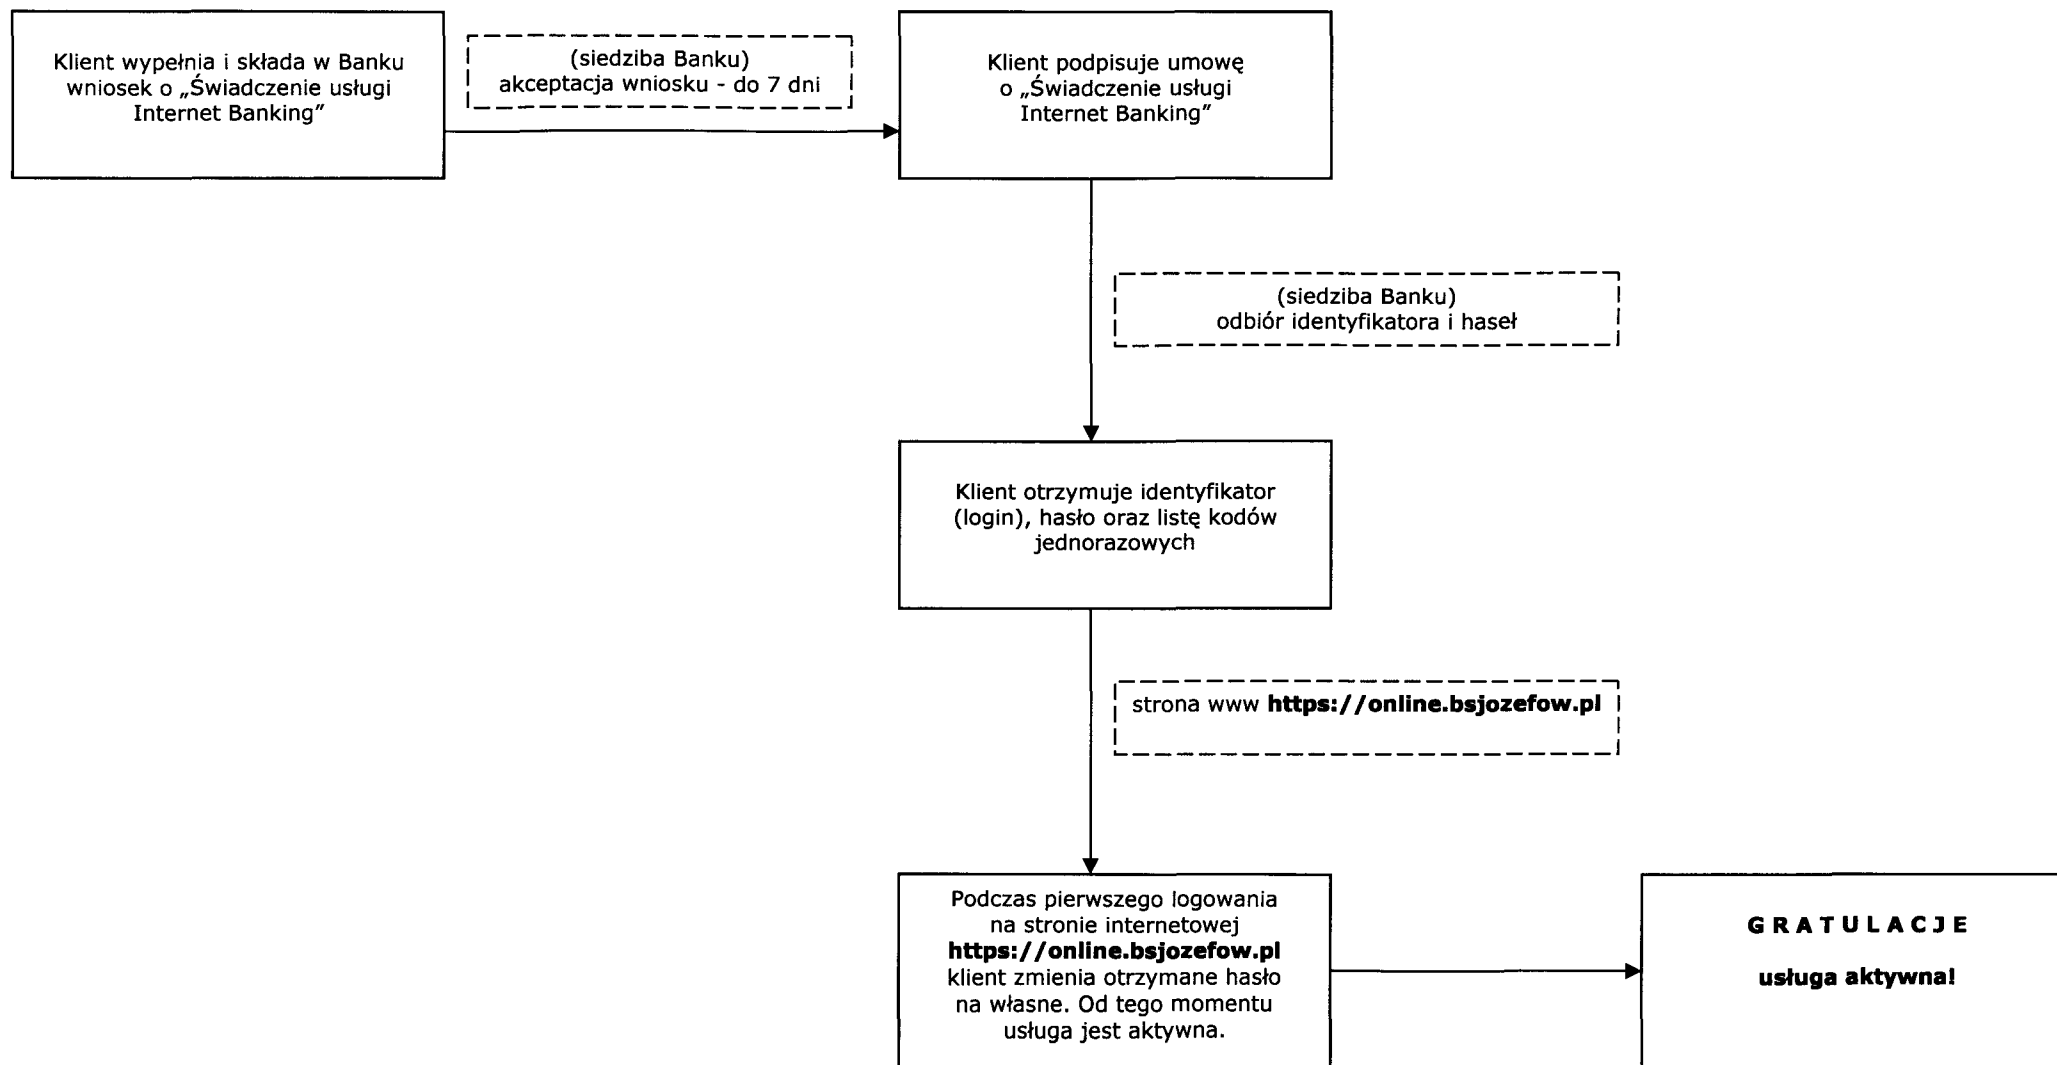 Klient wypełnia i składa w Banku
wniosek o „Świadczenie usługi
Internet Banking”
(siedziba Banku)
akceptacja wniosku - do 7 dni
Klient podpisuje umowę
o „Świadczenie usługi
Internet Banking”
(siedziba Banku)
odbiór identyfikatora i haseł
Klient otrzymuje identyfikator
(login), hasło oraz listę kodów
jednorazowych
strona www https://online.bsjozefow.pl
Podczas pierwszego logowania
na stronie internetowej
https://online.bsjozefow.pl
klient zmienia otrzymane hasło
na własne. Od tego momentu
usługa jest aktywna.
G R A T U L A C J E
usługa aktywna!